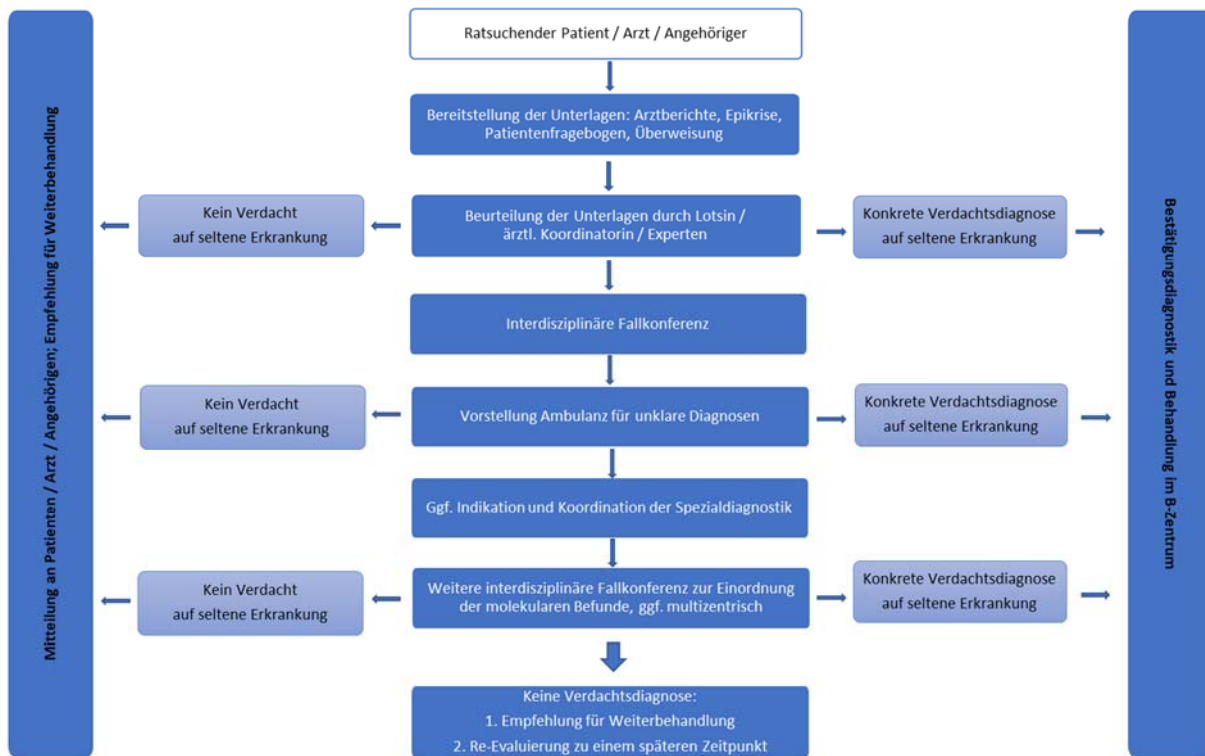 Ratsuchender Patient / Arzt / Angehöriger
Bereitstellung der Unterlagen: Arztberichte, Epikrise,
Patientenfragebogen, Überweisung
Kein Verdacht
auf seltene Erkrankung
Beurteilung der Unterlagen durch Lotsin /
ärztl. Koordinatorin / Experten
Konkrete Verdachtsdiagnose
auf seltene Erkrankung
Interdisziplinäre Fallkonferenz
Kein Verdacht
auf seltene Erkrankung
Vorstellung Ambulanz für unklare Diagnosen
Konkrete Verdachtsdiagnose
auf seltene Erkrankung
Ggf. Indikation und Koordination der Spezialdiagnostik
Kein Verdacht
auf seltene Erkrankung
Weitere interdisziplinäre Fallkonferenz zur Einordnung
der molekularen Befunde, ggf. multizentrisch
Konkrete Verdachtsdiagnose
auf seltene Erkrankung
Keine Verdachtsdiagnose:
1. Empfehlung für Weiterbehandlung
2. Re-Evaluierung zu einem späteren Zeitpunkt
Mitteilung an Patienten / Arzt / Angehörigen; Empfehlung für Weiterbehandlung
Bestätigungsdiagnostik und Behandlung im B-Zentrum